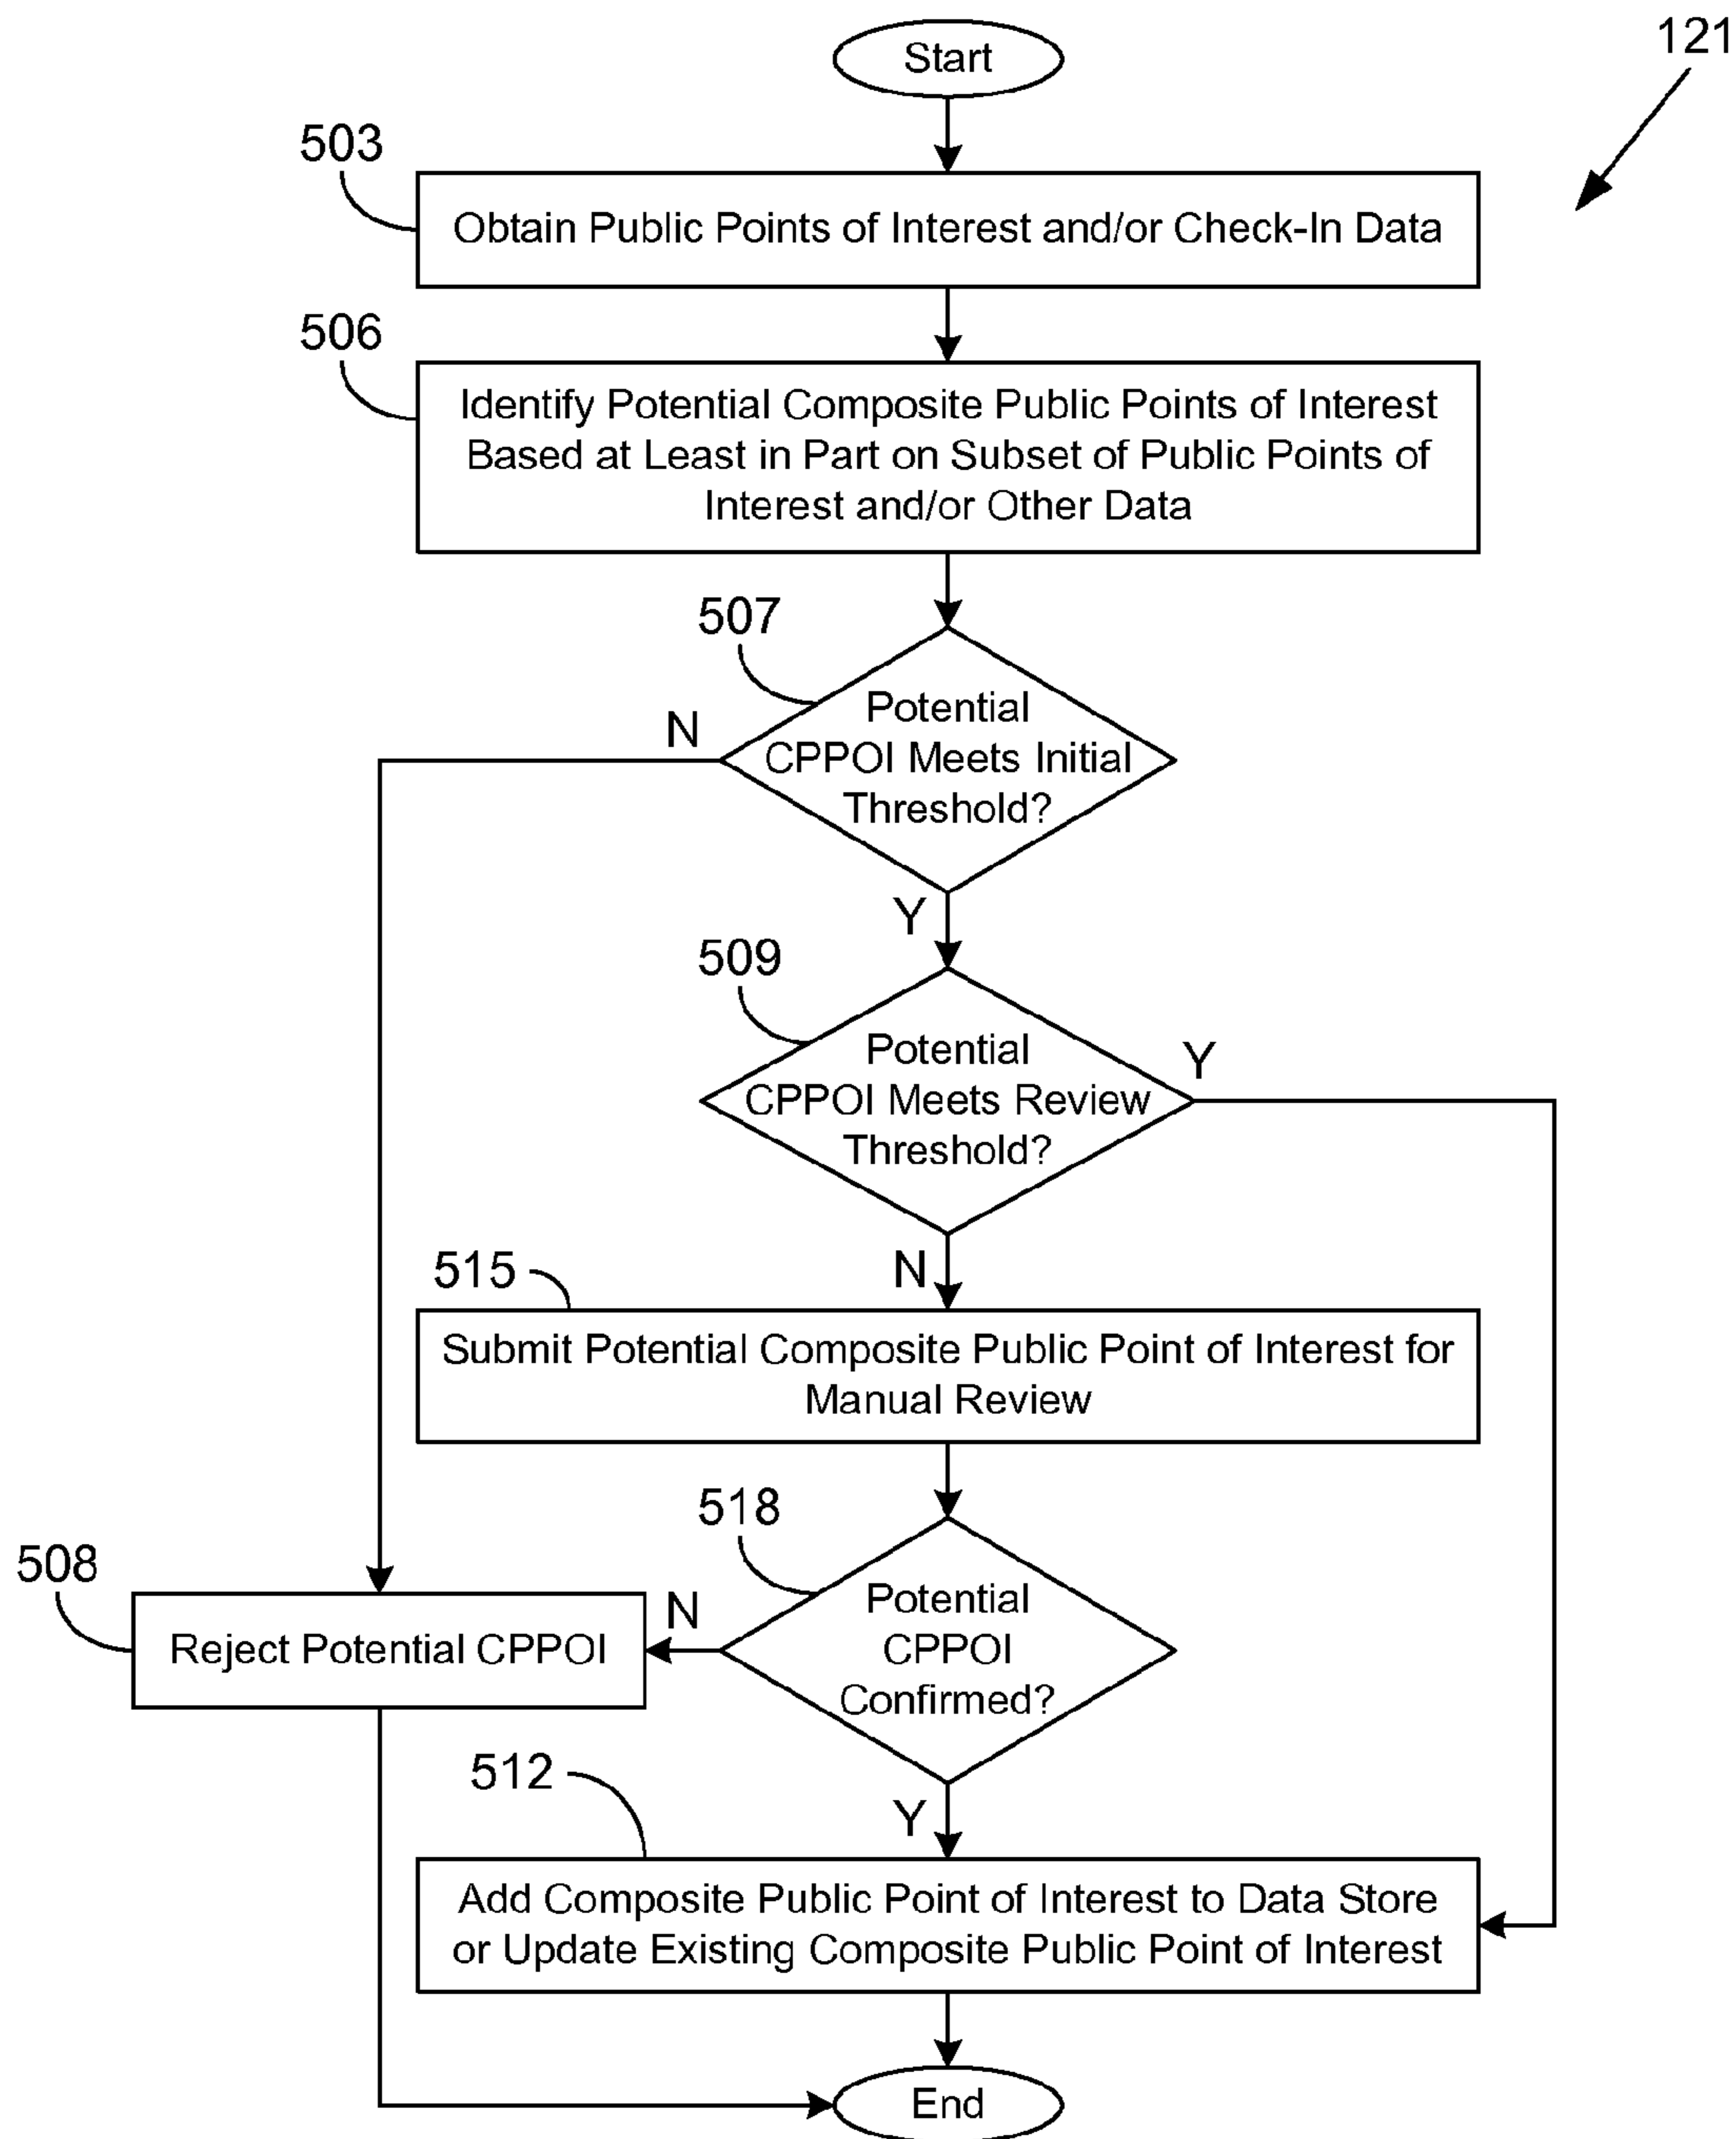 121
Start
503
Obtain Public Points of Interest and/or Check-In Data
506
Identify Potential Composite Public Points of Interest
Based at Least in Part on Subset of Public Points of
Interest and/or Other Data
507
Potential
CPPOI Meets Initial
Threshold?
N
Y
509
Potential
CPPOI Meets Review
Threshold?
Y
N
515
Submit Potential Composite Public Point of Interest for
Manual Review
518
Potential
CPPOI
Confirmed?
N
508
Reject Potential CPPOI
Y
512
Add Composite Public Point of Interest to Data Store
or Update Existing Composite Public Point of Interest
End